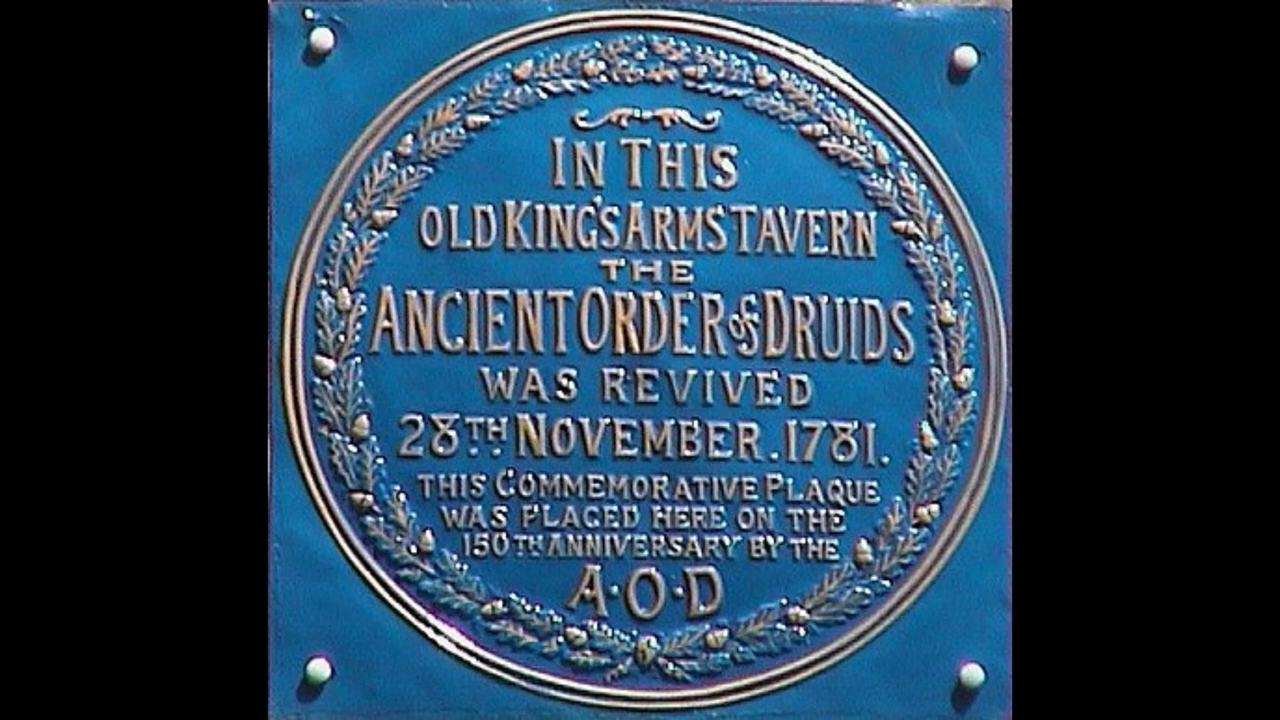 IN THIS
OLD KING'S ARMS TAVERN
THE
ANCIENT ORDER of DRUIDS
WAS REVIVED
28TH NOVEMBER. 1781.
THIS COMMEMORATIVE PLAQUE
WAS PLACED HERE ON THE
150TH ANNIVERSARY BY THE
A·O·D